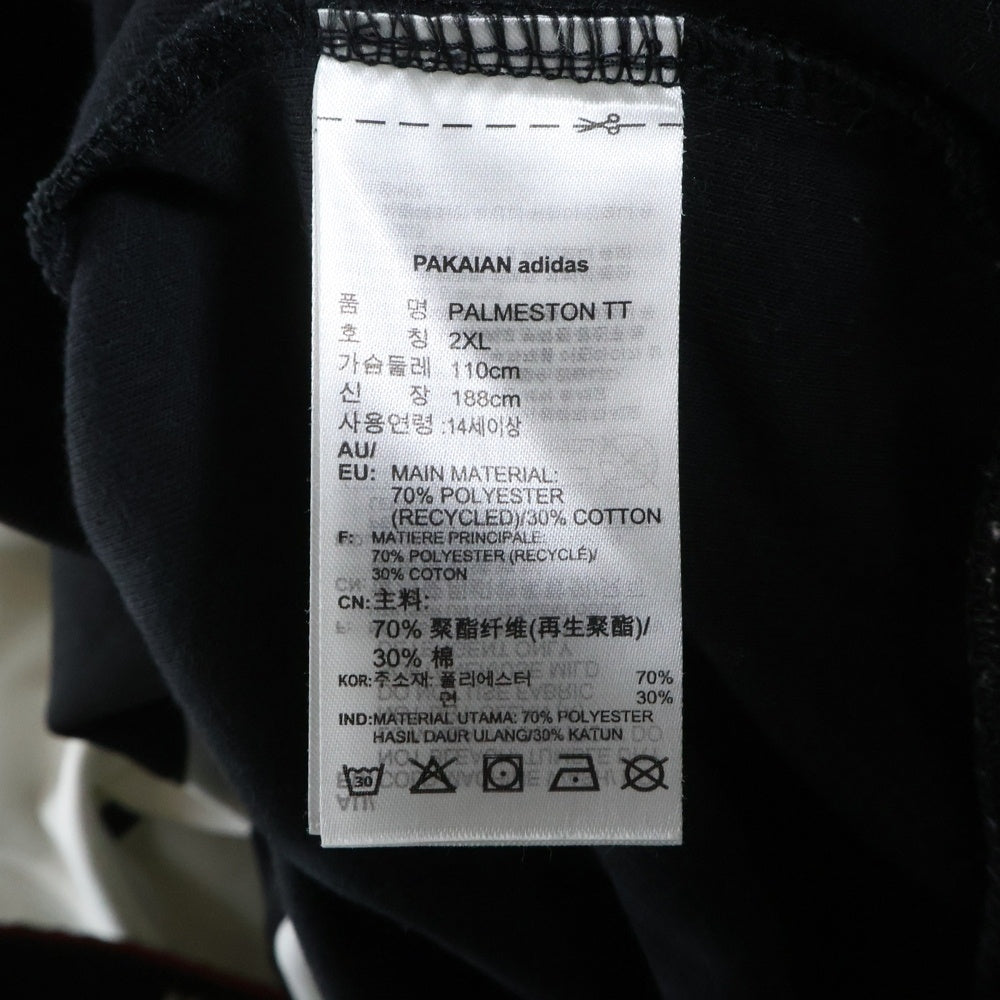 PAKAIAN adidas
품 명 PALMESTON TT
호 칭 2XL
가슴둘레 110cm
신 장 188cm
사용연령 :14세이상
AU/
EU: MAIN MATERIAL:
70% POLYESTER
(RECYCLED)/30% COTTON
F: MATIERE PRINCIPALE:
70% POLYESTER (RECYCLÉ)/
30% COTON
CN:主料:
70% 聚酯纤维(再生聚酯)/
30% 棉
KOR:주소재: 폴리에스터 70%
면 30%
IND:MATERIAL UTAMA: 70% POLYESTER
HASIL DAUR ULANG/30% KATUN
30